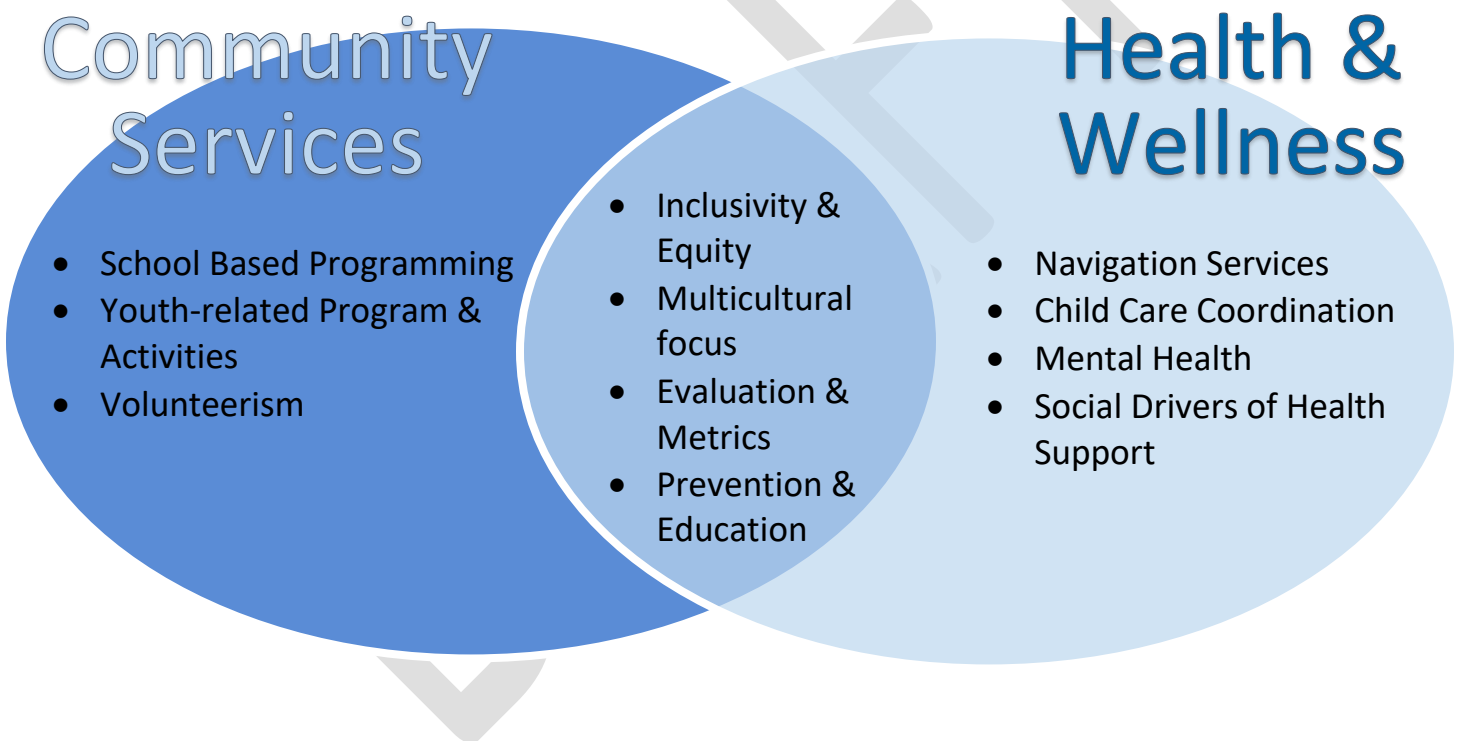 Community
Services
Health &
Wellness
• School Based Programming
• Youth-related Program &
Activities
• Volunteerism
• Inclusivity &
Equity
• Multicultural
focus
• Evaluation &
Metrics
• Prevention &
Education
• Navigation Services
• Child Care Coordination
• Mental Health
• Social Drivers of Health
Support